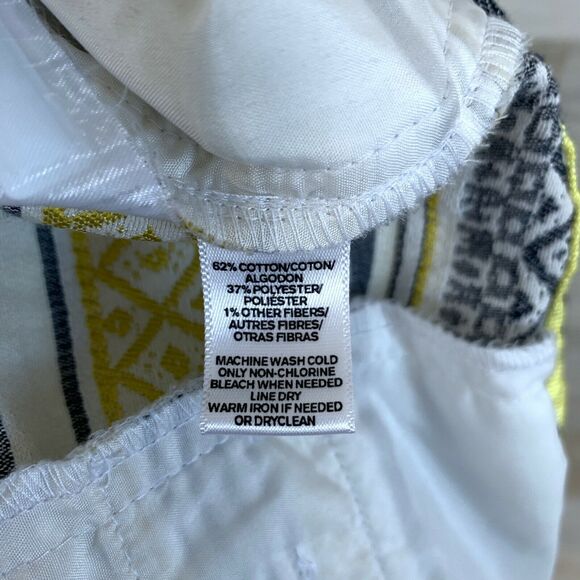 62% COTTON/COTON/
ALGODON
37% POLYESTER/
POLIÉSTER
1% OTHER FIBERS/
AUTRES FIBRES/
OTRAS FIBRAS
MACHINE WASH COLD
ONLY NON-CHLORINE
BLEACH WHEN NEEDED
LINE DRY
WARM IRON IF NEEDED
OR DRYCLEAN